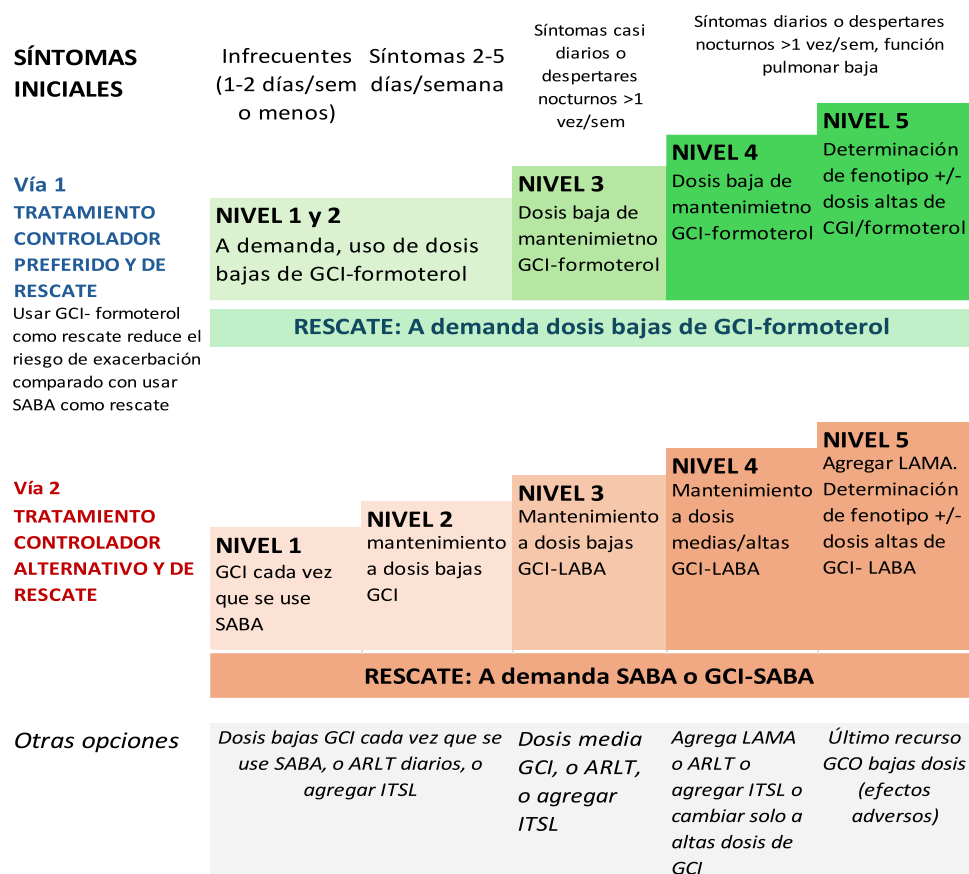 SÍNTOMAS
INICIALES
Infrecuentes
(1-2 días/sem
o menos)
Síntomas 2-5
días/semana
Síntomas casi
diarios o
despertares
nocturnos >1
vez/sem
Síntomas diarios o despertares
nocturnos >1 vez/sem, función
pulmonar baja
Vía 1
TRATAMIENTO
CONTROLADOR
PREFERIDO Y DE
RESCATE
Usar GCI- formoterol
como rescate reduce el
riesgo de exacerbación
comparado con usar
SABA como rescate
NIVEL 1 y 2
A demanda, uso de dosis
bajas de GCI-formoterol
NIVEL 3
Dosis baja de
mantenimietno
GCI-formoterol
NIVEL 4
Dosis baja de
mantenimietno
GCI-formoterol
NIVEL 5
Determinación
de fenotipo +/-
dosis altas de
CGI/formoterol
RESCATE: A demanda dosis bajas de GCI-formoterol
Vía 2
TRATAMIENTO
CONTROLADOR
ALTERNATIVO Y DE
RESCATE
NIVEL 1
GCI cada vez
que se use
SABA
NIVEL 2
mantenimiento
a dosis bajas
GCI
NIVEL 3
Mantenimiento
a dosis bajas
GCI-LABA
NIVEL 4
Mantenimiento
a dosis
medias/altas
GCI-LABA
NIVEL 5
Agregar LAMA.
Determinación
de fenotipo +/-
dosis altas de
GCI- LABA
RESCATE: A demanda SABA o GCI-SABA
Otras opciones
Dosis bajas GCI cada vez que se
use SABA, o ARLT diarios, o
agregar ITSL
Dosis media
GCI, o ARLT,
o agregar
ITSL
Agrega LAMA
o ARLT o
agregar ITSL o
cambiar solo a
altas dosis de
GCI
Último recurso
GCO bajas dosis
(efectos
adversos)